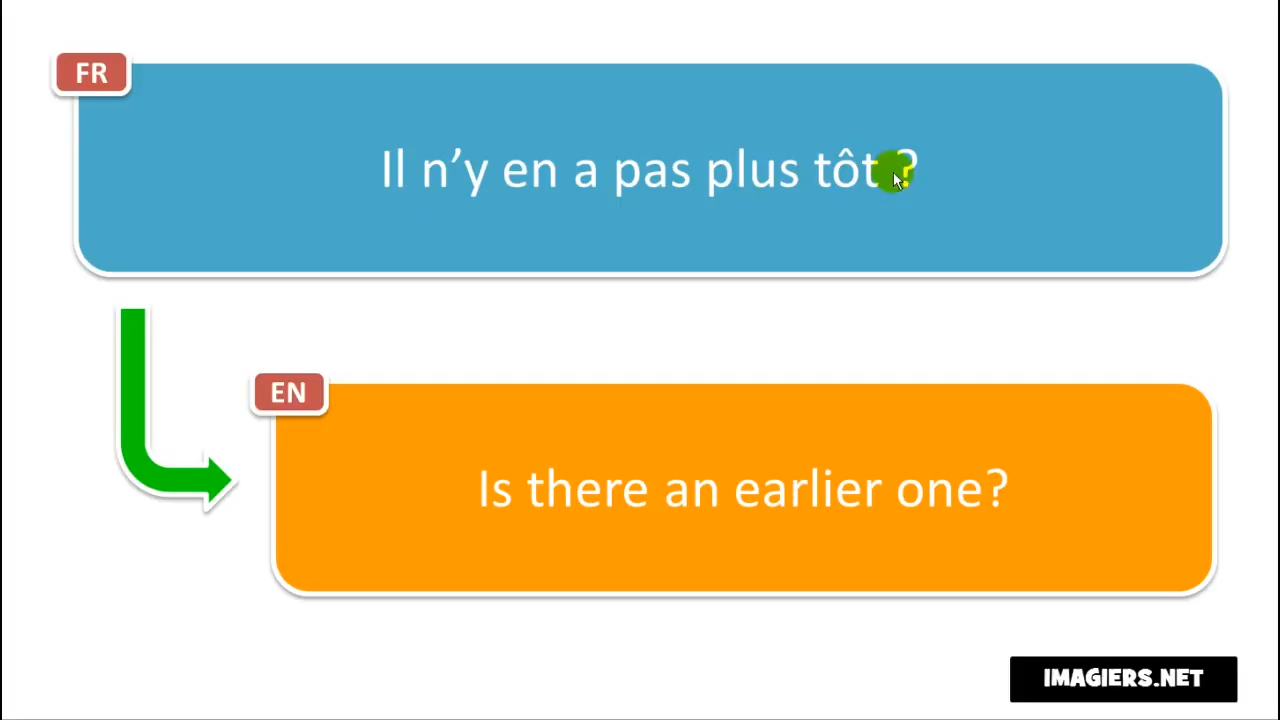 FR
Il n’y en a pas plus tôt ?
EN
Is there an earlier one?
IMAGIERS.NET